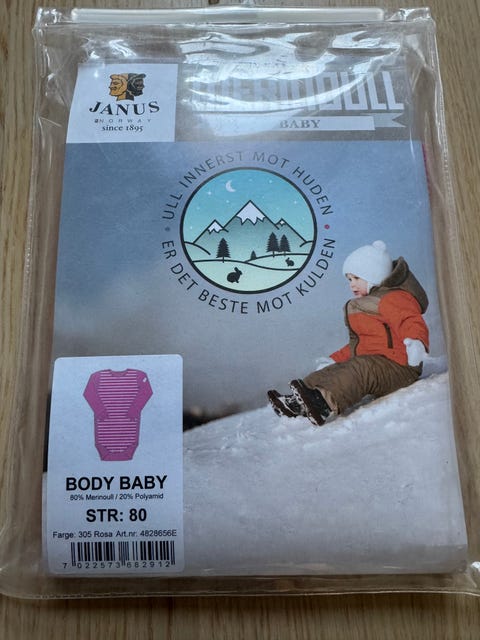 JANUS
NORWAY
since 1895
MERINOULL
BABY
ULL INNERST MOT HUDEN
ER DET BESTE MOT KULDEN
BODY BABY
80% Merinoull / 20% Polyamid
STR: 80
Farge: 305 Rosa Art.nr: 4828656E
7 022573 682912